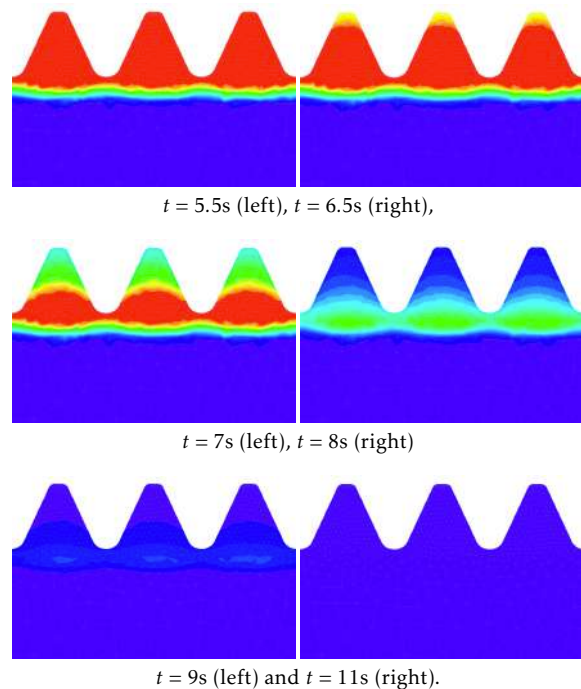 t = 5.5s (left), t = 6.5s (right),
t = 7s (left), t = 8s (right)
t = 9s (left) and t = 11s (right).